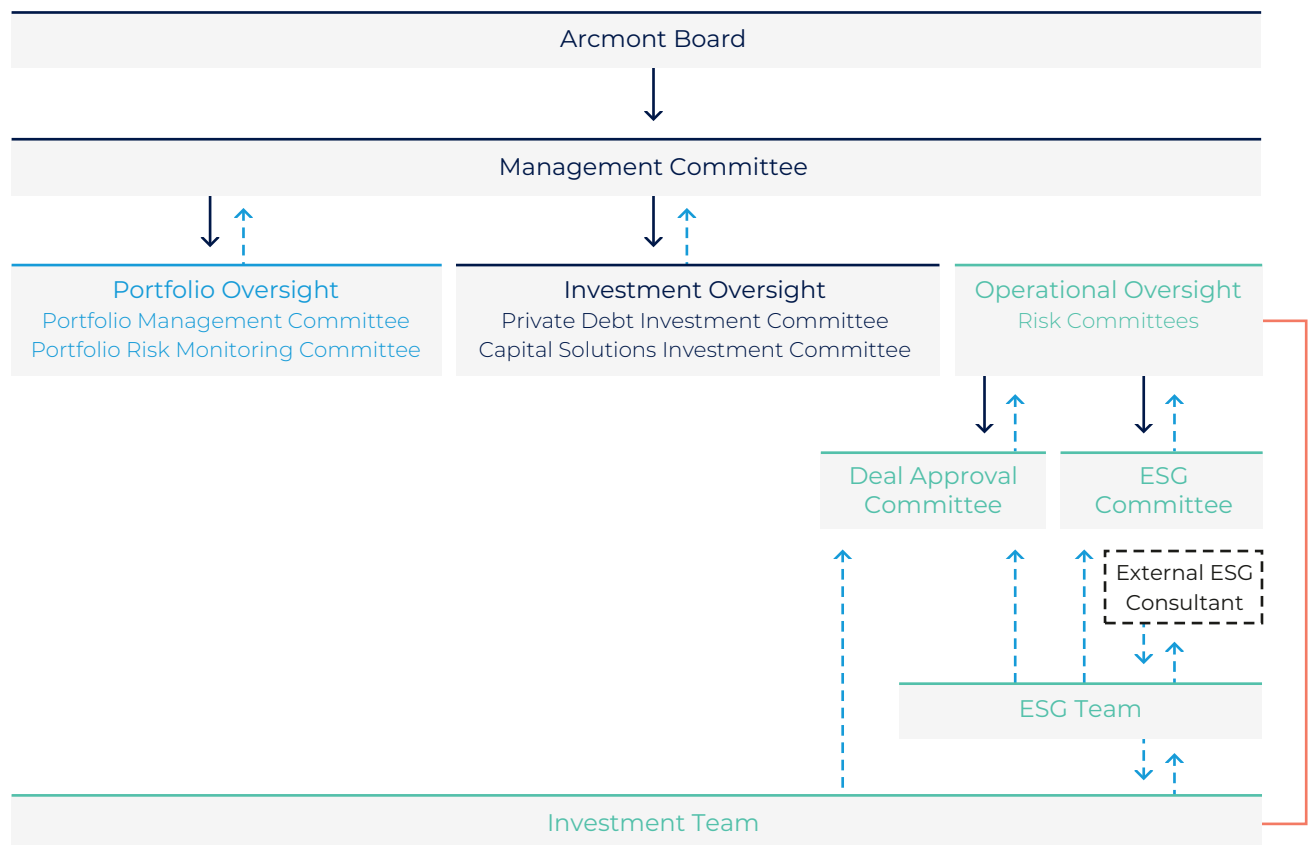 Arcmont Board
Management Committee
Portfolio Oversight
Portfolio Management Committee
Portfolio Risk Monitoring Committee
Investment Oversight
Private Debt Investment Committee
Capital Solutions Investment Committee
Operational Oversight
Risk Committees
Deal Approval
Committee
ESG
Committee
External ESG
Consultant
ESG Team
Investment Team